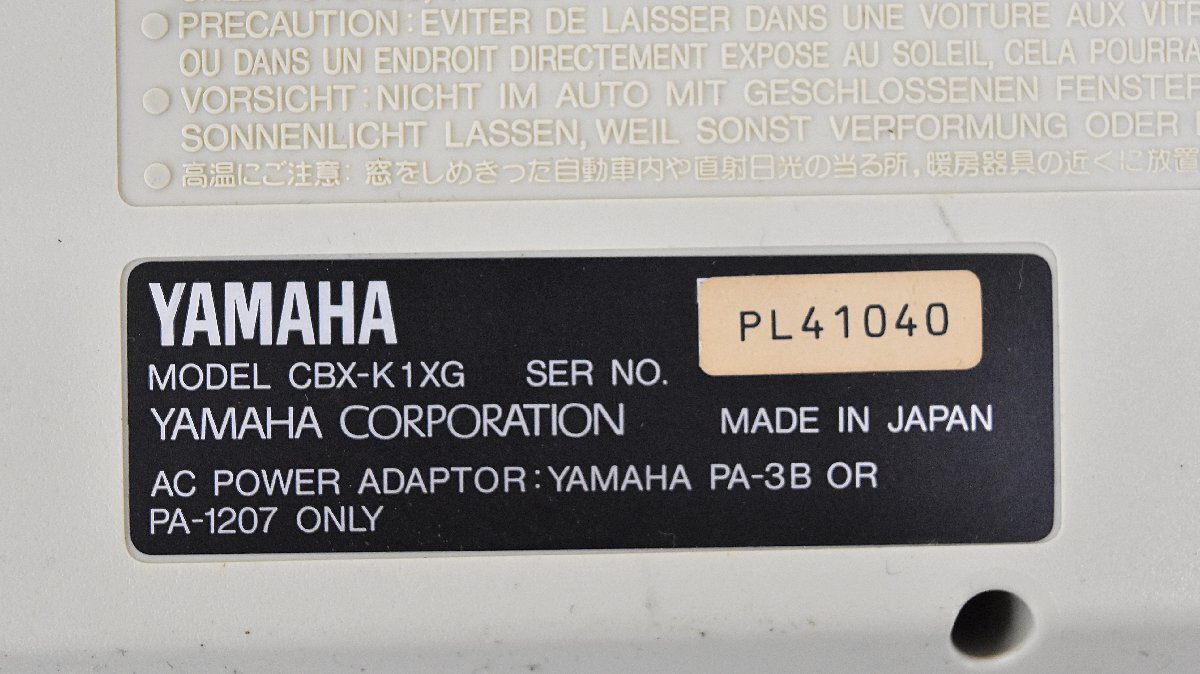 PRECAUTION : EVITER DE LAISSER DANS UNE VOITURE AUX
OU DANS UN ENDROIT DIRECTEMENT EXPOSE AU SOLEIL, CELA
VORSICHT : NICHT IM AUTO MIT GESCHLOSSENEN
SONNENLICHT LASSEN, WEIL SONST VERFORMUNG ODER
高温にご注意: 窓をしめきった自動車内や直射日光の当る所,暖房器具の近くに放置
YAMAHA
PL41040
MODEL CBX-K1XG SER NO.
YAMAHA CORPORATION MADE IN JAPAN
AC POWER ADAPTOR : YAMAHA PA-3B OR
PA-1207 ONLY